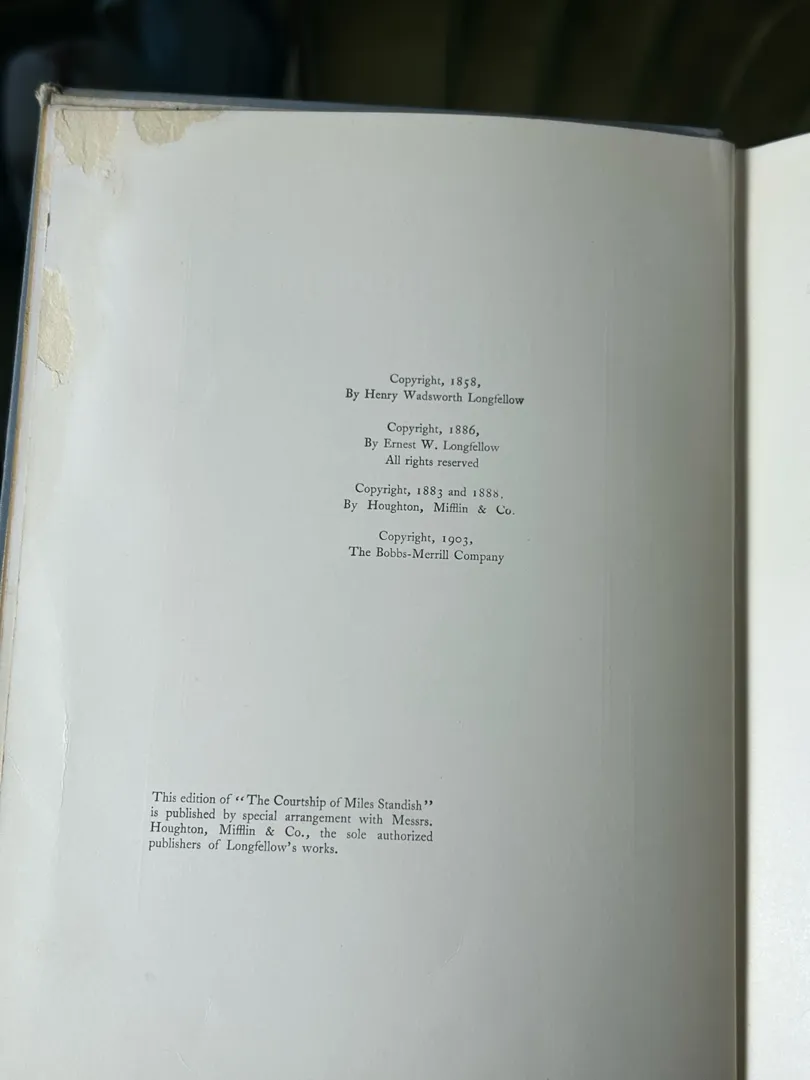 Copyright, 1858,
By Henry Wadsworth Longfellow
Copyright, 1886,
By Ernest W. Longfellow
All rights reserved
Copyright, 1883 and 1888,
By Houghton, Mifflin & Co.
Copyright, 1903,
The Bobbs-Merrill Company
This edition of “The Courtship of Miles Standish”
is published by special arrangement with Messrs.
Houghton, Mifflin & Co., the sole authorized
publishers of Longfellow's works.